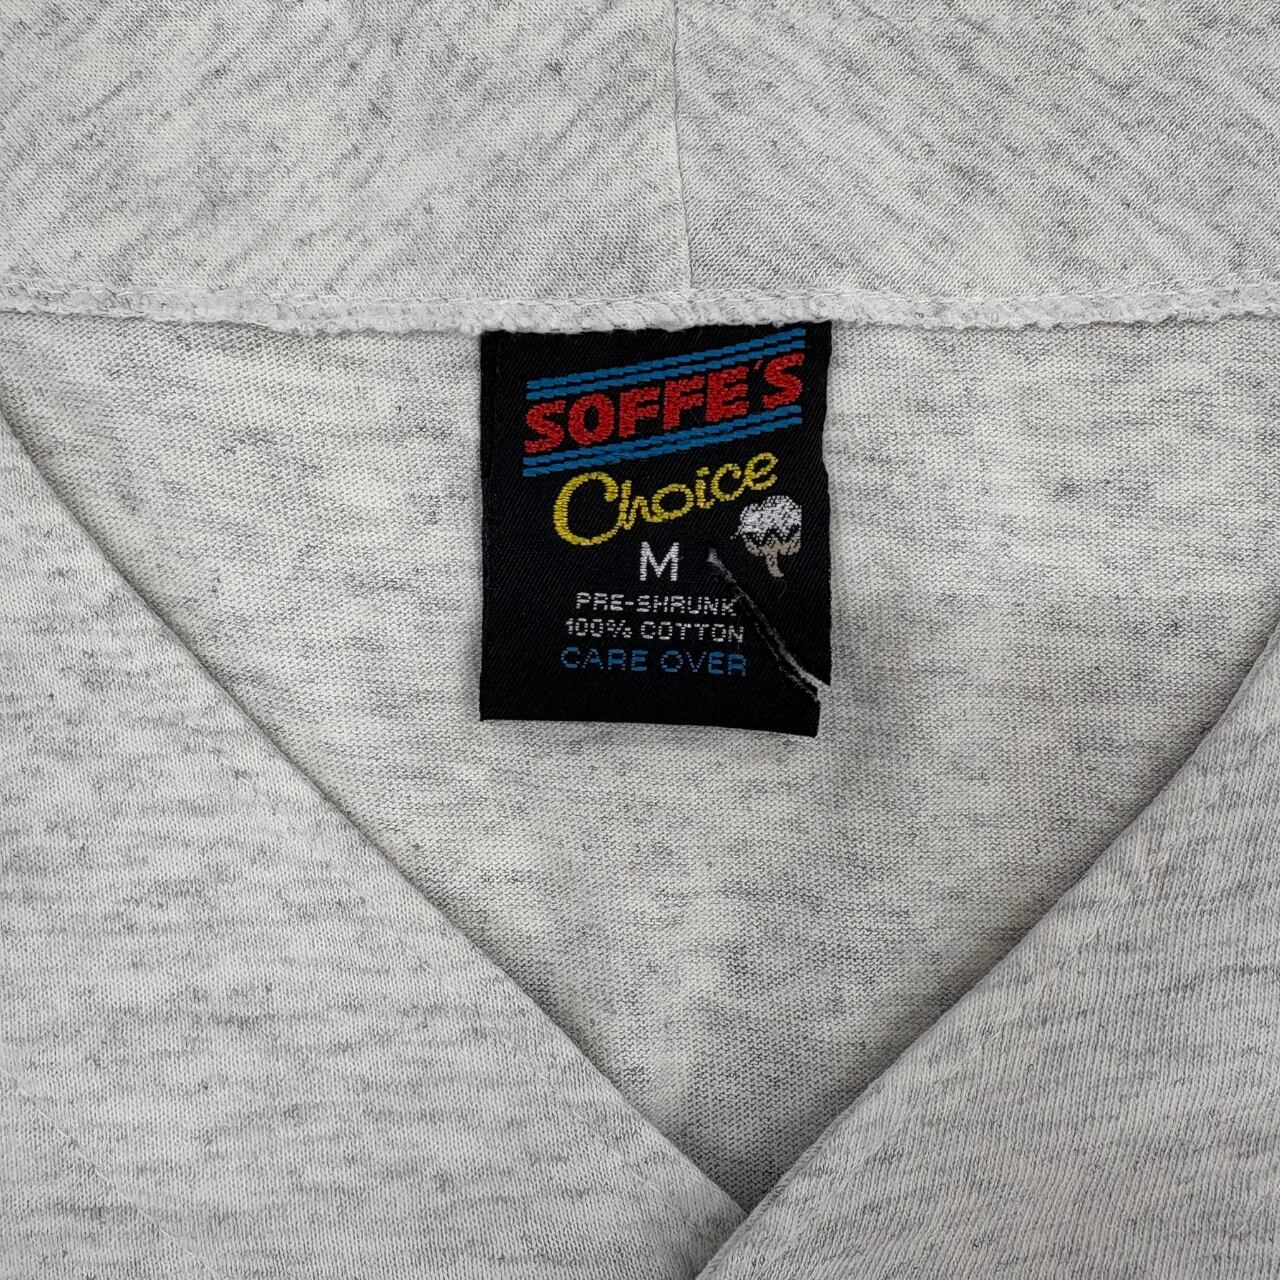 SOFFE'S
Choice
M
PRE-SHRUNK
100% COTTON
CARE OVER